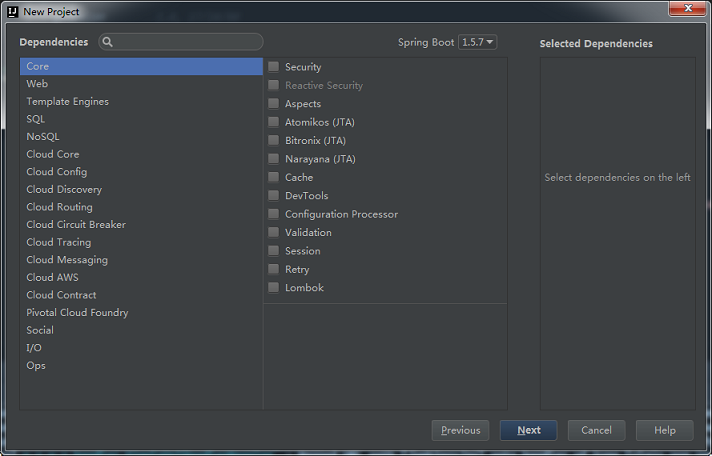 New Project
Dependencies
Spring Boot 1.5.7
Selected Dependencies
Core
Web
Template Engines
SQL
NoSQL
Cloud Core
Cloud Config
Cloud Discovery
Cloud Routing
Cloud Circuit Breaker
Cloud Tracing
Cloud Messaging
Cloud AWS
Cloud Contract
Pivotal Cloud Foundry
Social
I/O
Ops
Security
Reactive Security
Aspects
Atomikos (JTA)
Bitronix (JTA)
Narayana (JTA)
Cache
DevTools
Configuration Processor
Validation
Session
Retry
Lombok
Select dependencies on the left
Previous
Next
Cancel
Help